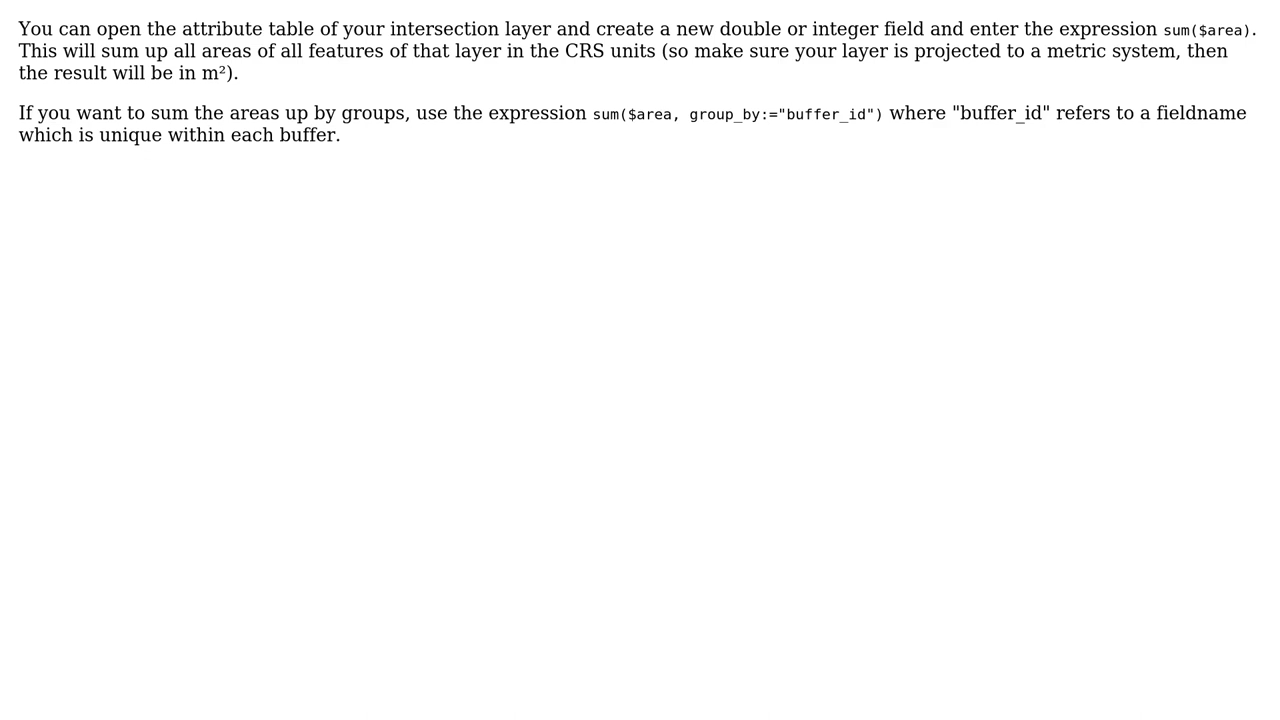 You can open the attribute table of your intersection layer and create a new double or integer field and enter the expression sum($area).
This will sum up all areas of all features of that layer in the CRS units (so make sure your layer is projected to a metric system, then
the result will be in m²).
If you want to sum the areas up by groups, use the expression sum($area, group_by:="buffer_id") where "buffer_id" refers to a fieldname
which is unique within each buffer.